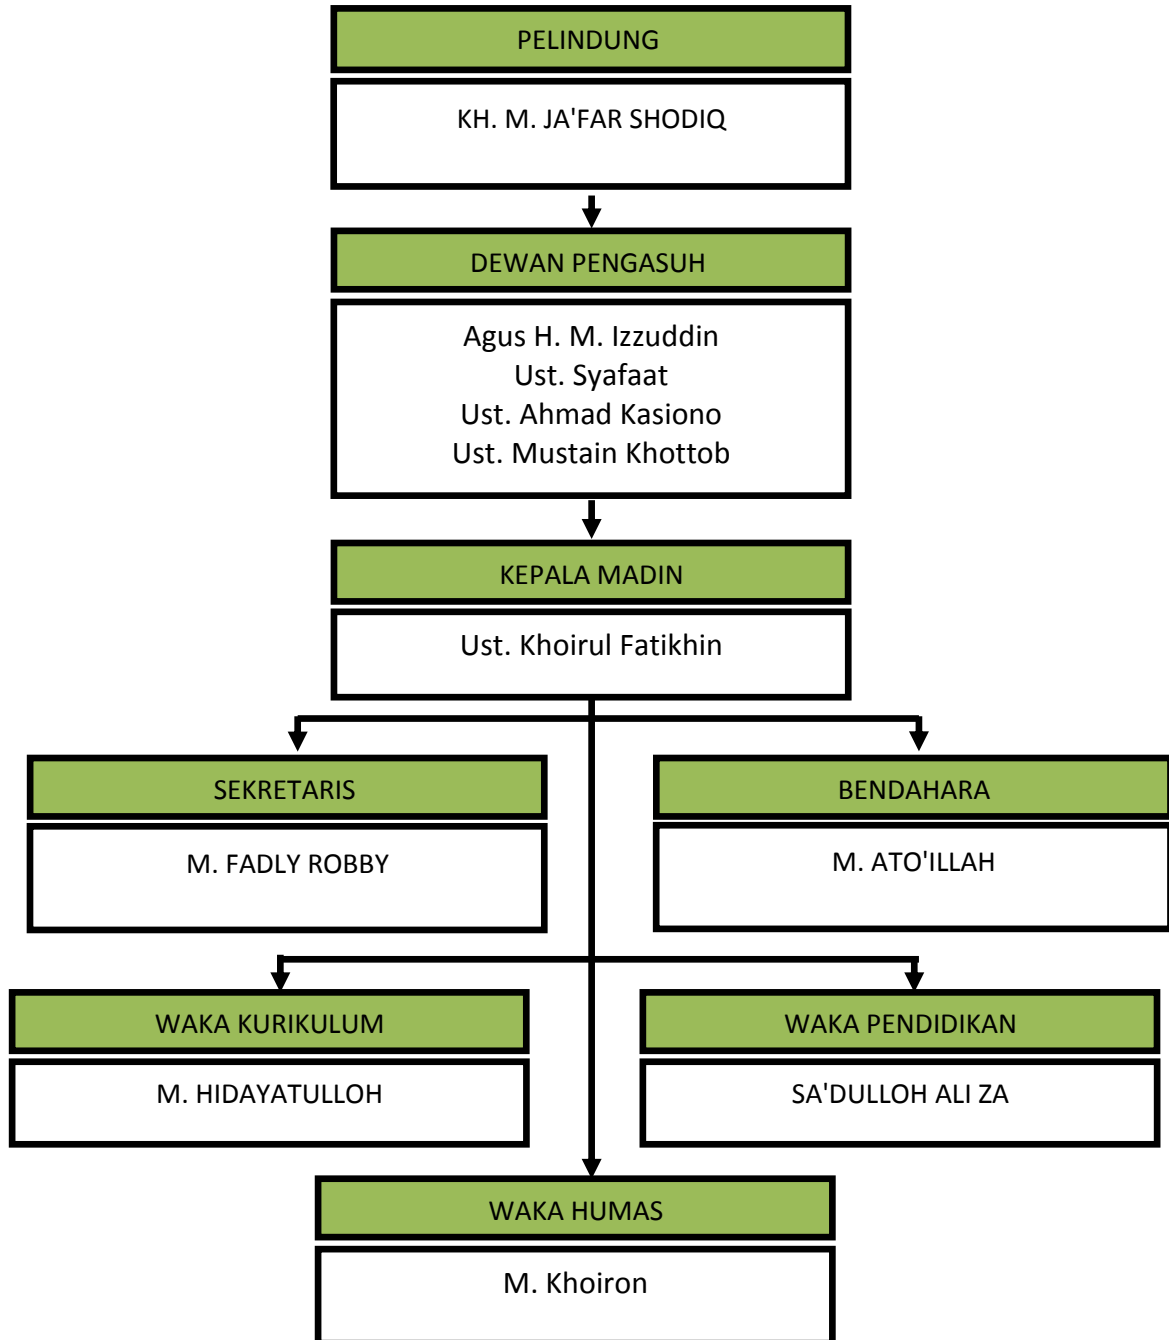 PELINDUNG
KH. M. JA'FAR SHODIQ
DEWAN PENGASUH
Agus H. M. Izzuddin
Ust. Syafaat
Ust. Ahmad Kasiono
Ust. Mustain Khottob
KEPALA MADIN
Ust. Khoirul Fatikhin
SEKRETARIS
M. FADLY ROBBY
BENDAHARA
M. ATO'ILLAH
WAKA KURIKULUM
M. HIDAYATULLOH
WAKA PENDIDIKAN
SA'DULLOH ALI ZA
WAKA HUMAS
M. Khoiron